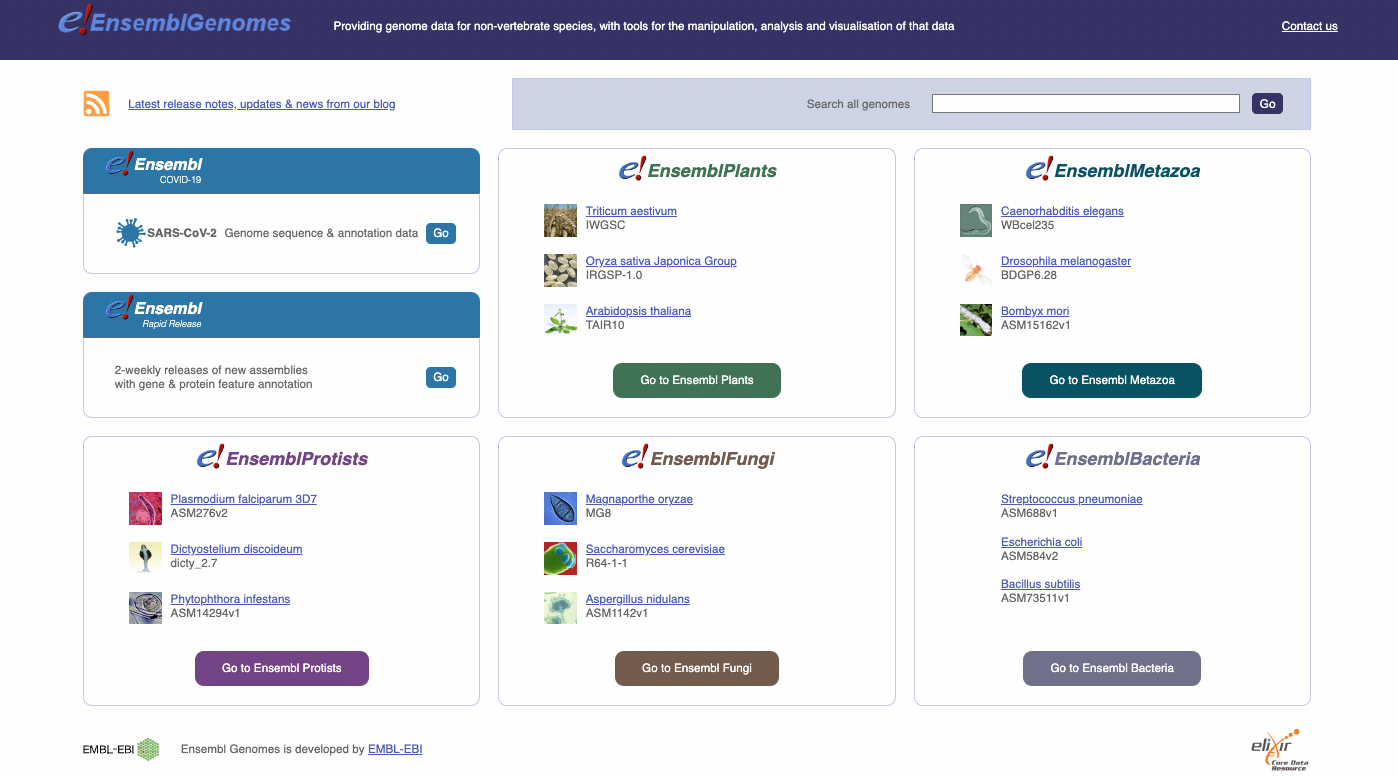 e!EnsemblGenomes
Providing genome data for non-vertebrate species, with tools for the manipulation, analysis and visualisation of that data
Contact us
Latest release notes, updates & news from our blog
Search all genomes
Go
e!Ensembl
COVID-19
SARS-CoV-2 Genome sequence & annotation data
Go
e!Ensembl
Rapid Release
2-weekly releases of new assemblies
with gene & protein feature annotation
Go
e!EnsemblPlants
Triticum aestivum
IWGSC
Oryza sativa Japonica Group
IRGSP-1.0
Arabidopsis thaliana
TAIR10
Go to Ensembl Plants
e!EnsemblMetazoa
Caenorhabditis elegans
WBcel235
Drosophila melanogaster
BDGP6.28
Bombyx mori
ASM15162v1
Go to Ensembl Metazoa
e!EnsemblProtists
Plasmodium falciparum 3D7
ASM276v2
Dictyostelium discoideum
dicty_2.7
Phytophthora infestans
ASM14294v1
Go to Ensembl Protists
e!EnsemblFungi
Magnaporthe oryzae
MG8
Saccharomyces cerevisiae
R64-1-1
Aspergillus nidulans
ASM1142v1
Go to Ensembl Fungi
e!EnsemblBacteria
Streptococcus pneumoniae
ASM688v1
Escherichia coli
ASM584v2
Bacillus subtilis
ASM73511v1
Go to Ensembl Bacteria
EMBL-EBI
Ensembl Genomes is developed by EMBL-EBI
elixir
Core Data
Resource